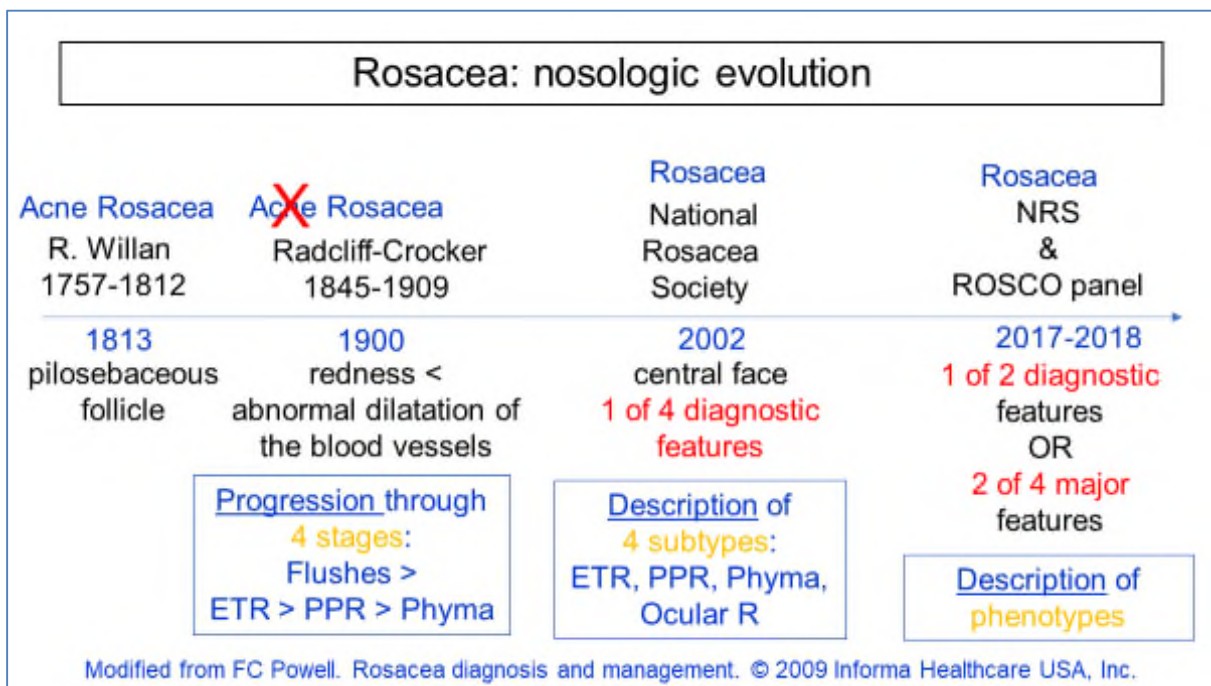 Rosacea: nosologic evolution
Acne Rosacea
R. Willan
1757-1812
1813
pilosebaceous
follicle
Acne Rosacea
Radcliff-Crocker
1845-1909
1900
redness <
abnormal dilatation of
the blood vessels
Progression through
4 stages:
Flushes >
ETR > PPR > Phyma
Rosacea
National
Rosacea
Society
2002
central face
1 of 4 diagnostic
features
Description of
4 subtypes:
ETR, PPR, Phyma,
Ocular R
Rosacea
NRS
&
ROSCO panel
2017-2018
1 of 2 diagnostic
features
OR
2 of 4 major
features
Description of
phenotypes
Modified from FC Powell. Rosacea diagnosis and management. © 2009 Informa Healthcare USA, Inc.